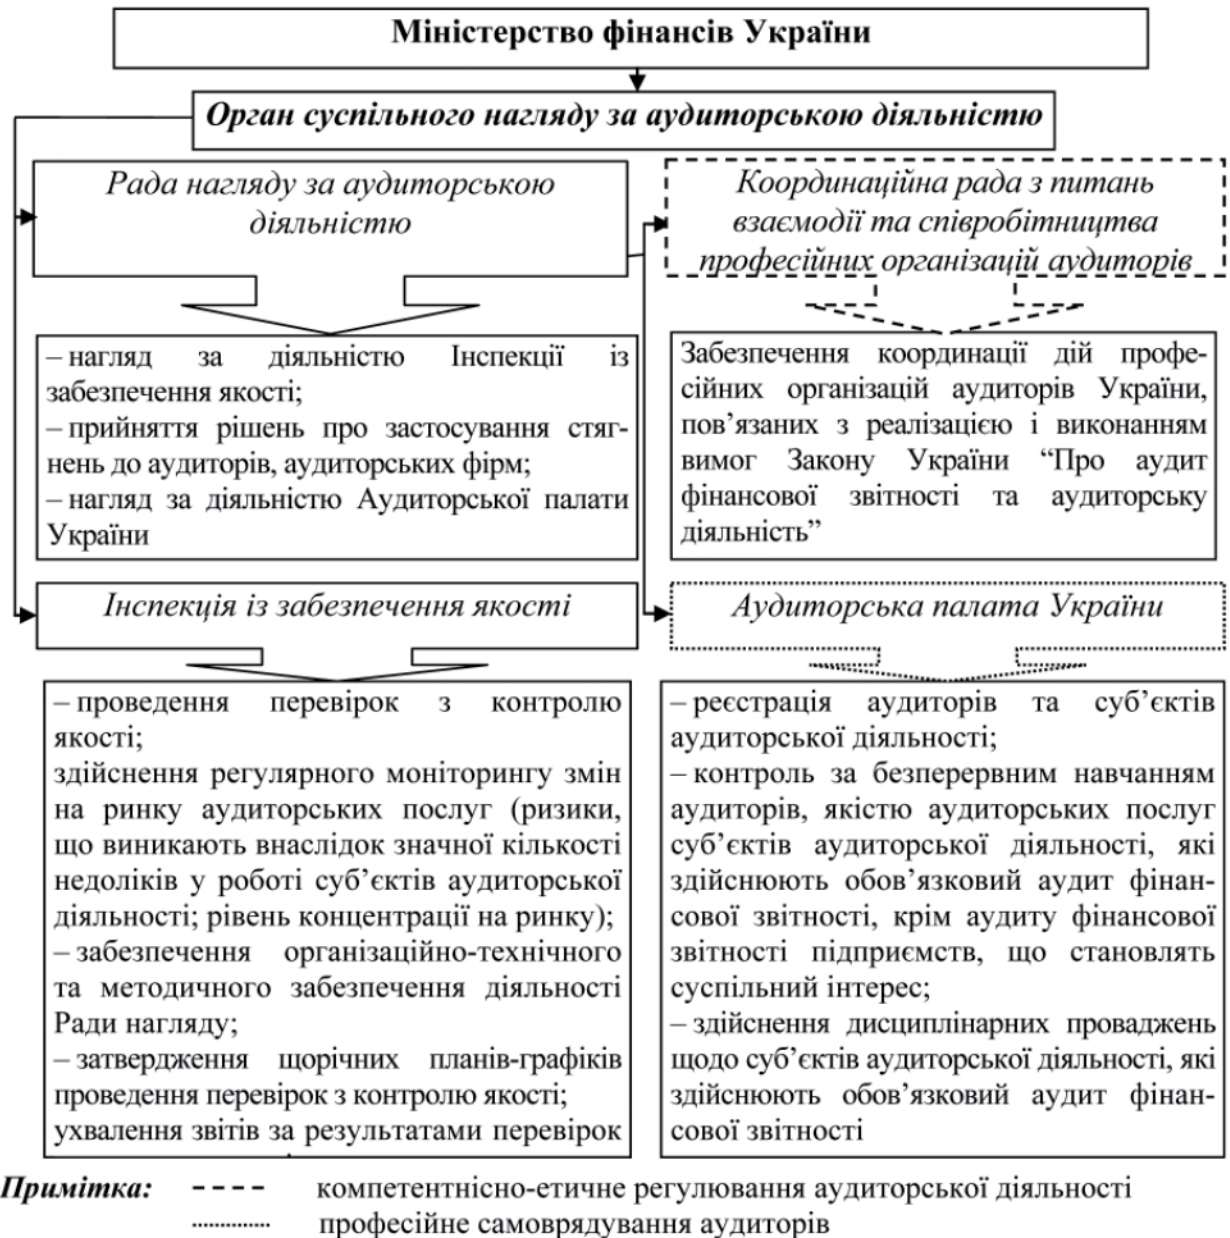 Міністерство фінансів України
Орган суспільного нагляду за аудиторською діяльністю
Рада нагляду за аудиторською
діяльністю
– нагляд за діяльністю Інспекції із
забезпечення якості;
– прийняття рішень про застосування стяг-
нень до аудиторів, аудиторських фірм;
– нагляд за діяльністю Аудиторської палати
України
Координаційна рада з питань
взаємодії та співробітництва
професійних організацій аудиторів
Забезпечення координації дій профе-
сійних організацій аудиторів України,
пов’язаних з реалізацією і виконанням
вимог Закону України “Про аудит
фінансової звітності та аудиторську
діяльність”
Інспекція із забезпечення якості
– проведення перевірок з контролю
якості;
здійснення регулярного моніторингу змін
на ринку аудиторських послуг (ризики,
що виникають внаслідок значної кількості
недоліків у роботі суб’єктів аудиторської
діяльності; рівень концентрації на ринку);
– забезпечення організаційно-технічного
та методичного забезпечення діяльності
Ради нагляду;
– затвердження щорічних планів-графіків
проведення перевірок з контролю якості;
ухвалення звітів за результатами перевірок
Аудиторська палата України
– реєстрація аудиторів та суб’єктів
аудиторської діяльності;
– контроль за безперервним навчанням
аудиторів, якістю аудиторських послуг
суб’єктів аудиторської діяльності, які
здійснюють обов’язковий аудит фінан-
сової звітності, крім аудиту фінансової
звітності підприємств, що становлять
суспільний інтерес;
– здійснення дисциплінарних проваджень
щодо суб’єктів аудиторської діяльності, які
здійснюють обов’язковий аудит фінан-
сової звітності
Примітка: компетентнісно-етичне регулювання аудиторської діяльності
професійне самоврядування аудиторів